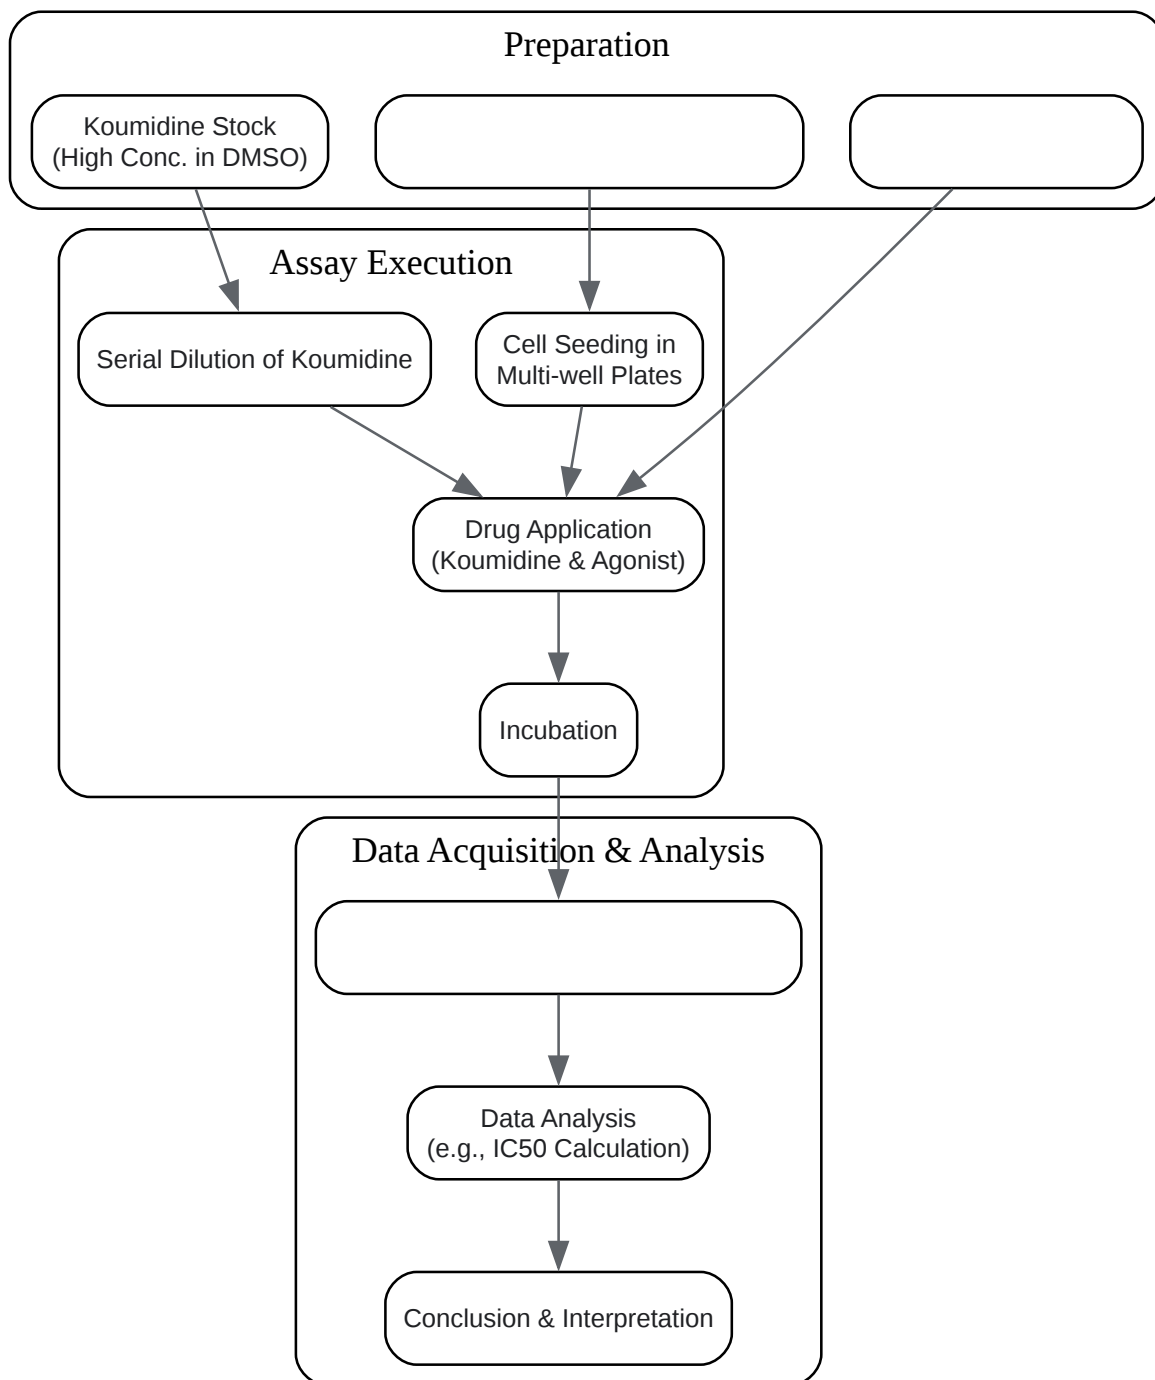 Preparation
Koumidine Stock
(High Conc. in DMSO)
Assay Execution
Serial Dilution of Koumidine
Cell Seeding in
Multi-well Plates
Drug Application
(Koumidine & Agonist)
Incubation
Data Acquisition & Analysis
Data Analysis
(e.g., IC50 Calculation)
Conclusion & Interpretation